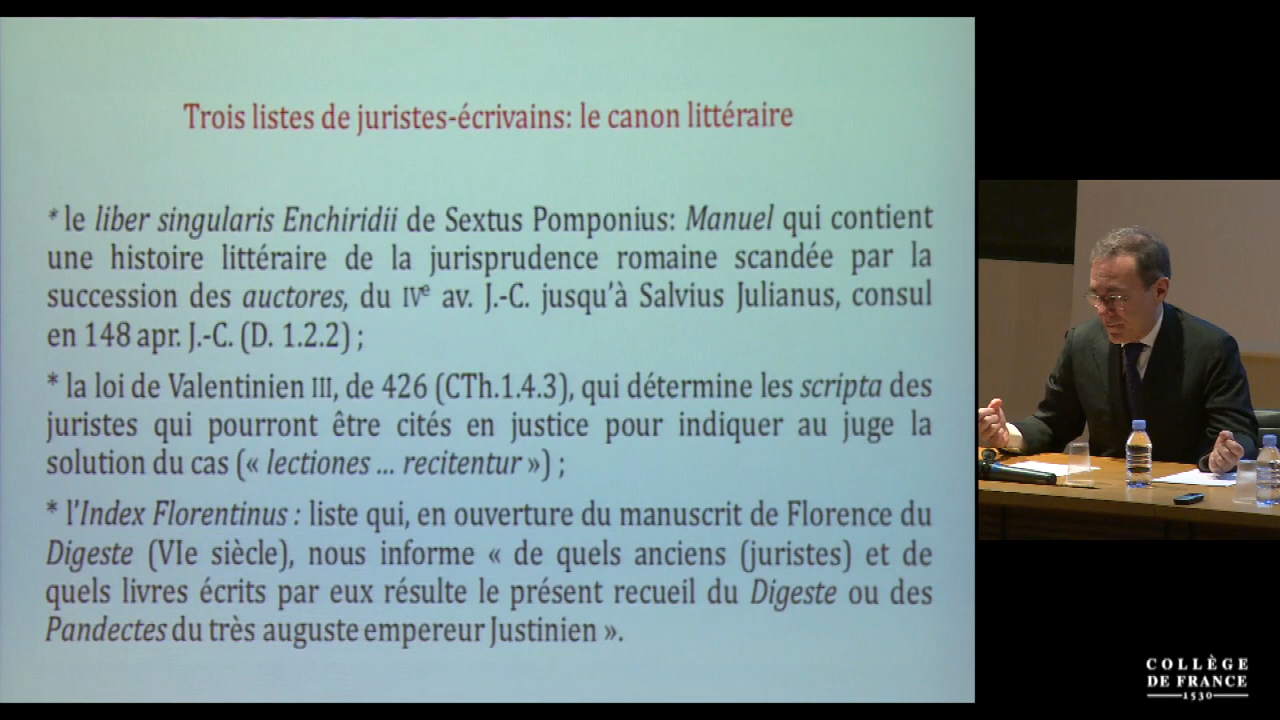 Trois listes de juristes-écrivains: le canon littéraire
* le liber singularis Enchiridii de Sextus Pomponius: Manuel qui contient
une histoire littéraire de la jurisprudence romaine scandée par la
succession des auctores, du IVe av. J.-C. jusqu'à Salvius Julianus, consul
en 148 apr. J.-C. (D. 1.2.2) ;
* la loi de Valentinien III, de 426 (CTh.1.4.3), qui détermine les scripta des
juristes qui pourront être cités en justice pour indiquer au juge la
solution du cas (« lectiones ... recitentur ») ;
* l'Index Florentinus : liste qui, en ouverture du manuscrit de Florence du
Digeste (VIe siècle), nous informe « de quels anciens (juristes) et de
quels livres écrits par eux résulte le présent recueil du Digeste ou des
Pandectes du très auguste empereur Justinien ».
COLLÈGE
DE FRANCE
1530